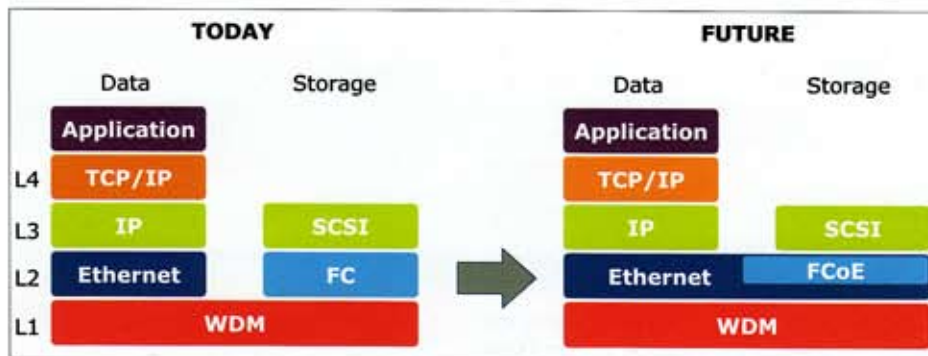 TODAY FUTURE
Data Storage Data Storage
Application Application
L4 TCP/IP TCP/IP
L3 IP SCSI IP SCSI
L2 Ethernet FC Ethernet FCoE
L1 WDM WDM